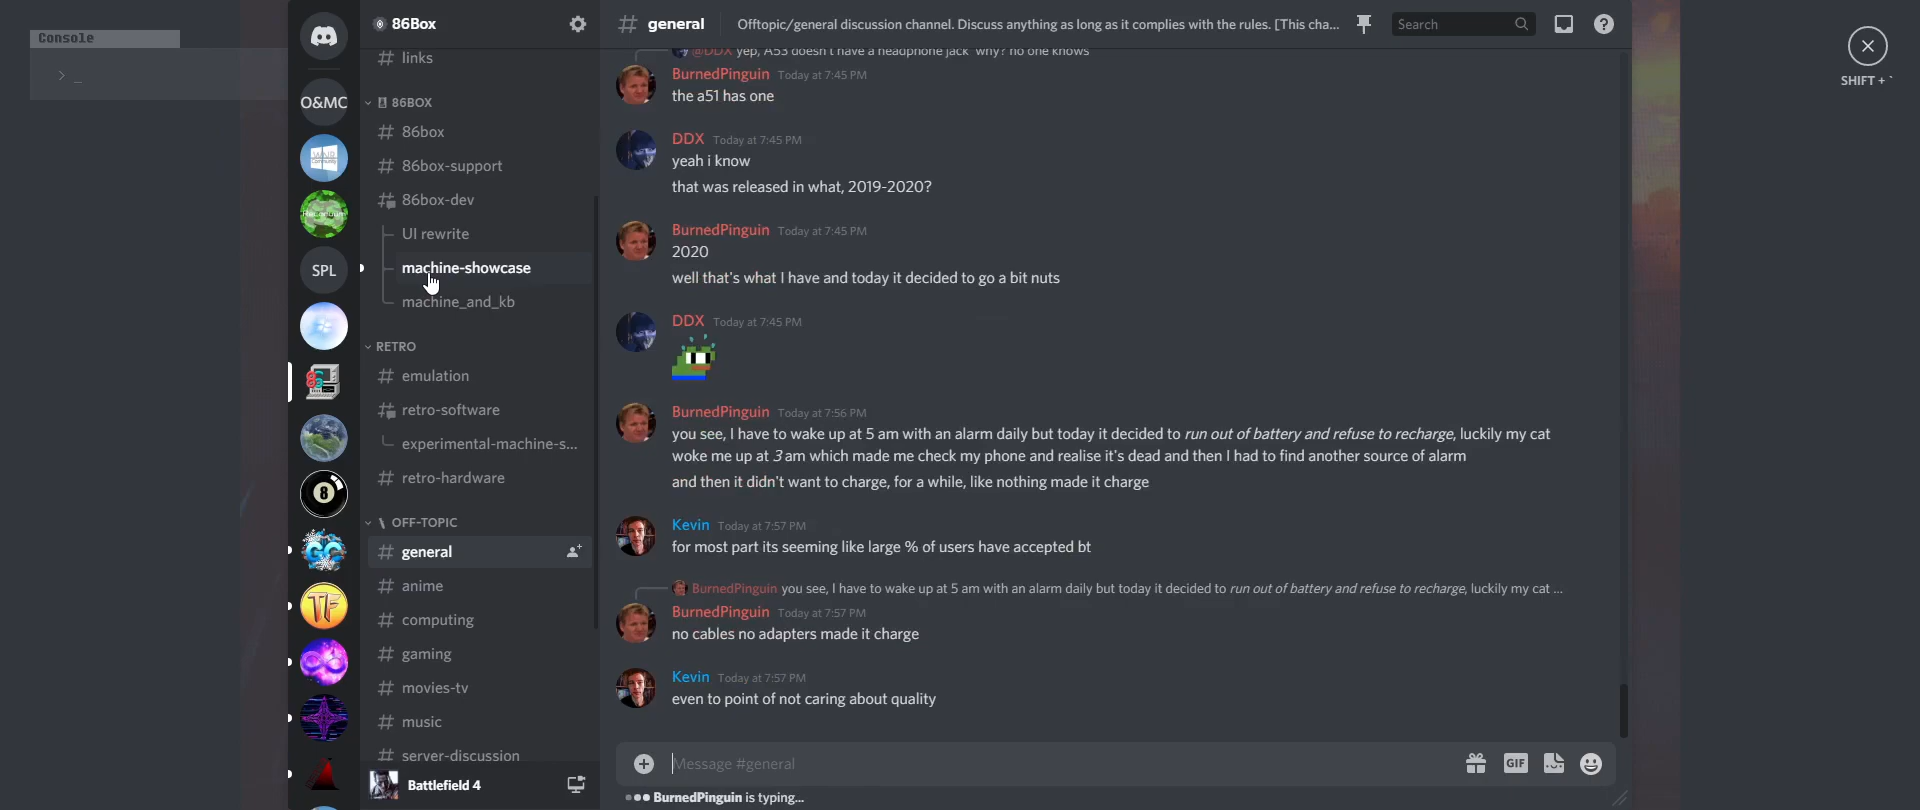 Console
> _
O&MC
SPL
8
GC
TF
86Box
links
86BOX
86box
86box-support
86box-dev
UI rewrite
machine-showcase
machine_and_kb
RETRO
emulation
retro-software
experimental-machine-s...
retro-hardware
\ OFF-TOPIC
general
anime
computing
gaming
movies-tv
music
server-discussion
Battlefield 4
# general
Offtopic/general discussion channel. Discuss anything as long as it complies with the rules. [This cha...
Search
SHIFT + `
@DDX yep, A53 doesn't have a headphone jack why? no one knows
BurnedPinguin Today at 7:45 PM
the a51 has one
DDX Today at 7:45 PM
yeah i know
that was released in what, 2019-2020?
BurnedPinguin Today at 7:45 PM
2020
well that's what I have and today it decided to go a bit nuts
DDX Today at 7:45 PM
BurnedPinguin Today at 7:56 PM
you see, I have to wake up at 5 am with an alarm daily but today it decided to run out of battery and refuse to recharge, luckily my cat
woke me up at 3 am which made me check my phone and realise it's dead and then I had to find another source of alarm
and then it didn't want to charge, for a while, like nothing made it charge
Kevin Today at 7:57 PM
for most part its seeming like large % of users have accepted bt
BurnedPinguin you see, I have to wake up at 5 am with an alarm daily but today it decided to run out of battery and refuse to recharge, luckily my cat ...
BurnedPinguin Today at 7:57 PM
no cables no adapters made it charge
Kevin Today at 7:57 PM
even to point of not caring about quality
Message #general
GIF
BurnedPinguin is typing...